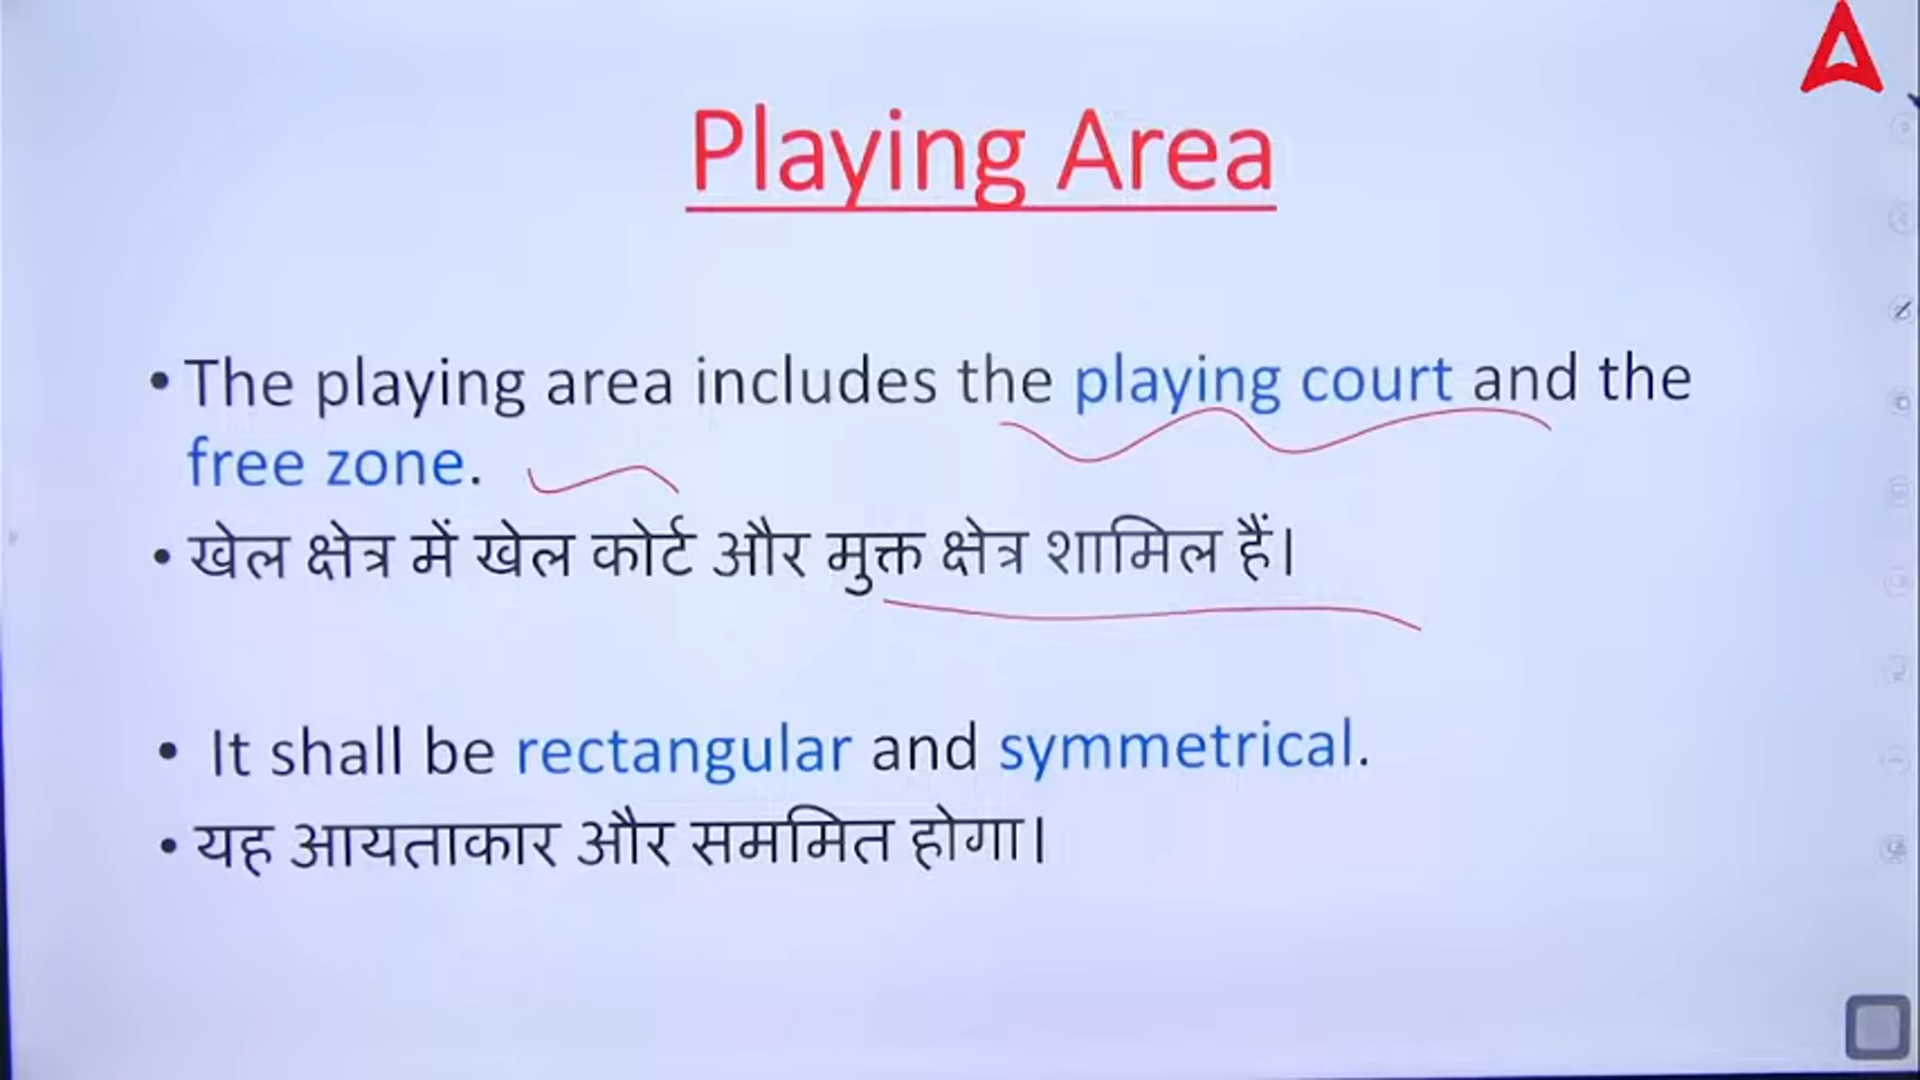 Playing Area
• The playing area includes the playing court and the
free zone.
• खेल क्षेत्र में खेल कोर्ट और मुक्त क्षेत्र शामिल हैं।
• It shall be rectangular and symmetrical.
• यह आयताकार और सममित होगा।